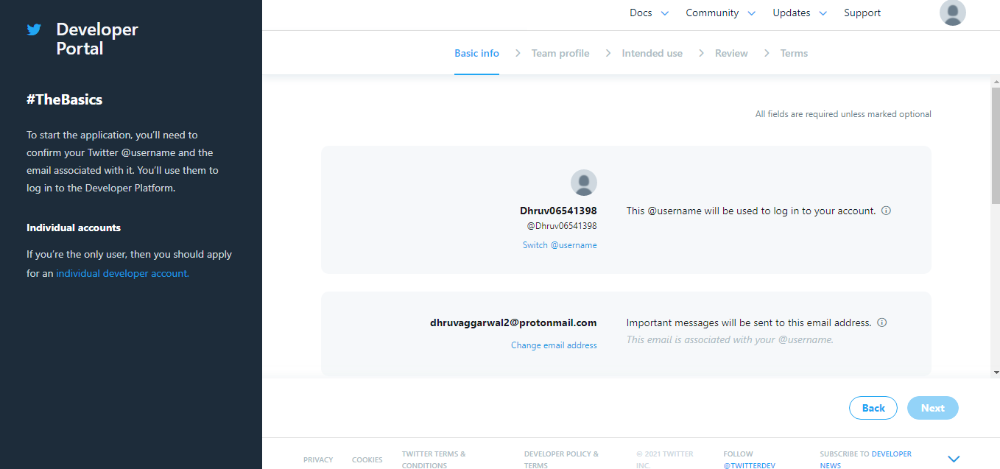 Developer
Portal
#TheBasics
To start the application, you'll need to
confirm your Twitter @username and the
email associated with it. You'll use them to
log in to the Developer Platform.
Individual accounts
If you're the only user, then you should apply
for an individual developer account.
Docs Community Updates Support
Basic info Team profile Intended use Review Terms
All fields are required unless marked optional
Dhruv06541398
@Dhruv06541398
Switch @username
This @username will be used to log in to your account.
dhruvaggarwal2@protonmail.com
Change email address
Important messages will be sent to this email address.
This email is associated with your @username.
Back Next
PRIVACY
COOKIES
TWITTER TERMS &
CONDITIONS
DEVELOPER POLICY &
TERMS
© 2021 TWITTER
INC.
FOLLOW
@TWITTERDEV
SUBSCRIBE TO DEVELOPER
NEWS